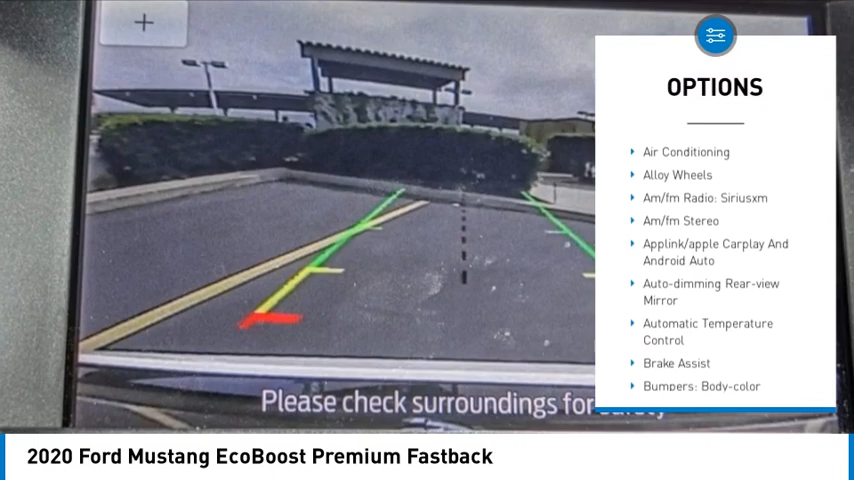 OPTIONS
Air Conditioning
Alloy Wheels
Am/fm Radio: Siriusxm
Am/fm Stereo
Applink/apple Carplay And
Android Auto
Auto-dimming Rear-view
Mirror
Automatic Temperature
Control
Brake Assist
Bumpers: Body-color
Please check surroundings for
2020 Ford Mustang EcoBoost Premium Fastback